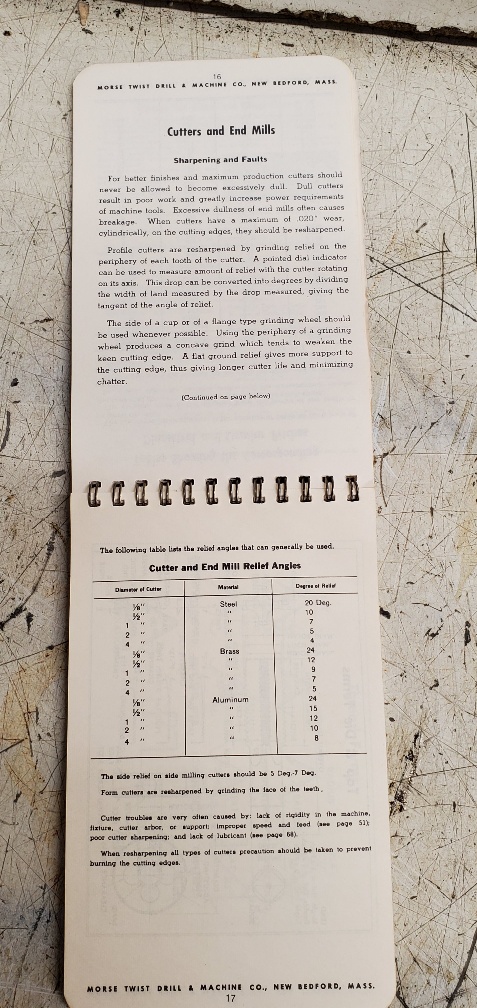 16
MORSE TWIST DRILL & MACHINE CO., NEW BEDFORD, MASS.
Cutters and End Mills
Sharpening and Faults
For better finishes and maximum production cutters should
never be allowed to become excessively dull. Dull cutters
result in poor work and greatly increase power requirements
of machine tools. Excessive dullness of end mills often causes
breakage. When cutters have a maximum of .020" wear,
cylindrically, on the cutting edges, they should be resharpened.
Profile cutters are resharpened by grinding relief on the
periphery of each tooth of the cutter. A pointed dial indicator
can be used to measure amount of relief with the cutter rotating
on its axis. This drop can be converted into degrees by dividing
the width of land measured by the drop measured, giving the
tangent of the angle of relief.
The side of a cup or of a flange type grinding wheel should
be used whenever possible. Using the periphery of a grinding
wheel produces a concave grind which tends to weaken the
keen cutting edge. A flat ground relief gives more support to
the cutting edge, thus giving longer cutter life and minimizing
chatter.
(Continued on page below)
The following table lists the relief angles that can generally be used.
Cutter and End Mill Relief Angles
Diameter of Cutter Material Degree of Relief
⅛" Steel 20 Deg.
½" " 10
1 " " 7
2 " " 5
4 " " 4
⅛" Brass 24
½" " 12
1 " " 9
2 " " 7
4 " " 5
⅛" Aluminum 24
½" " 15
1 " " 12
2 " " 10
4 " " 8
The side relief on side milling cutters should be 5 Deg.-7 Deg.
Form cutters are resharpened by grinding the face of the teeth.
Cutter troubles are very often caused by: lack of rigidity in the machine,
fixture, cutter arbor, or support; improper speed and feed (see page 51);
poor cutter sharpening; and lack of lubricant (see page 68).
When resharpening all types of cutters precaution should be taken to prevent
burning the cutting edges.
MORSE TWIST DRILL & MACHINE CO., NEW BEDFORD, MASS.
17